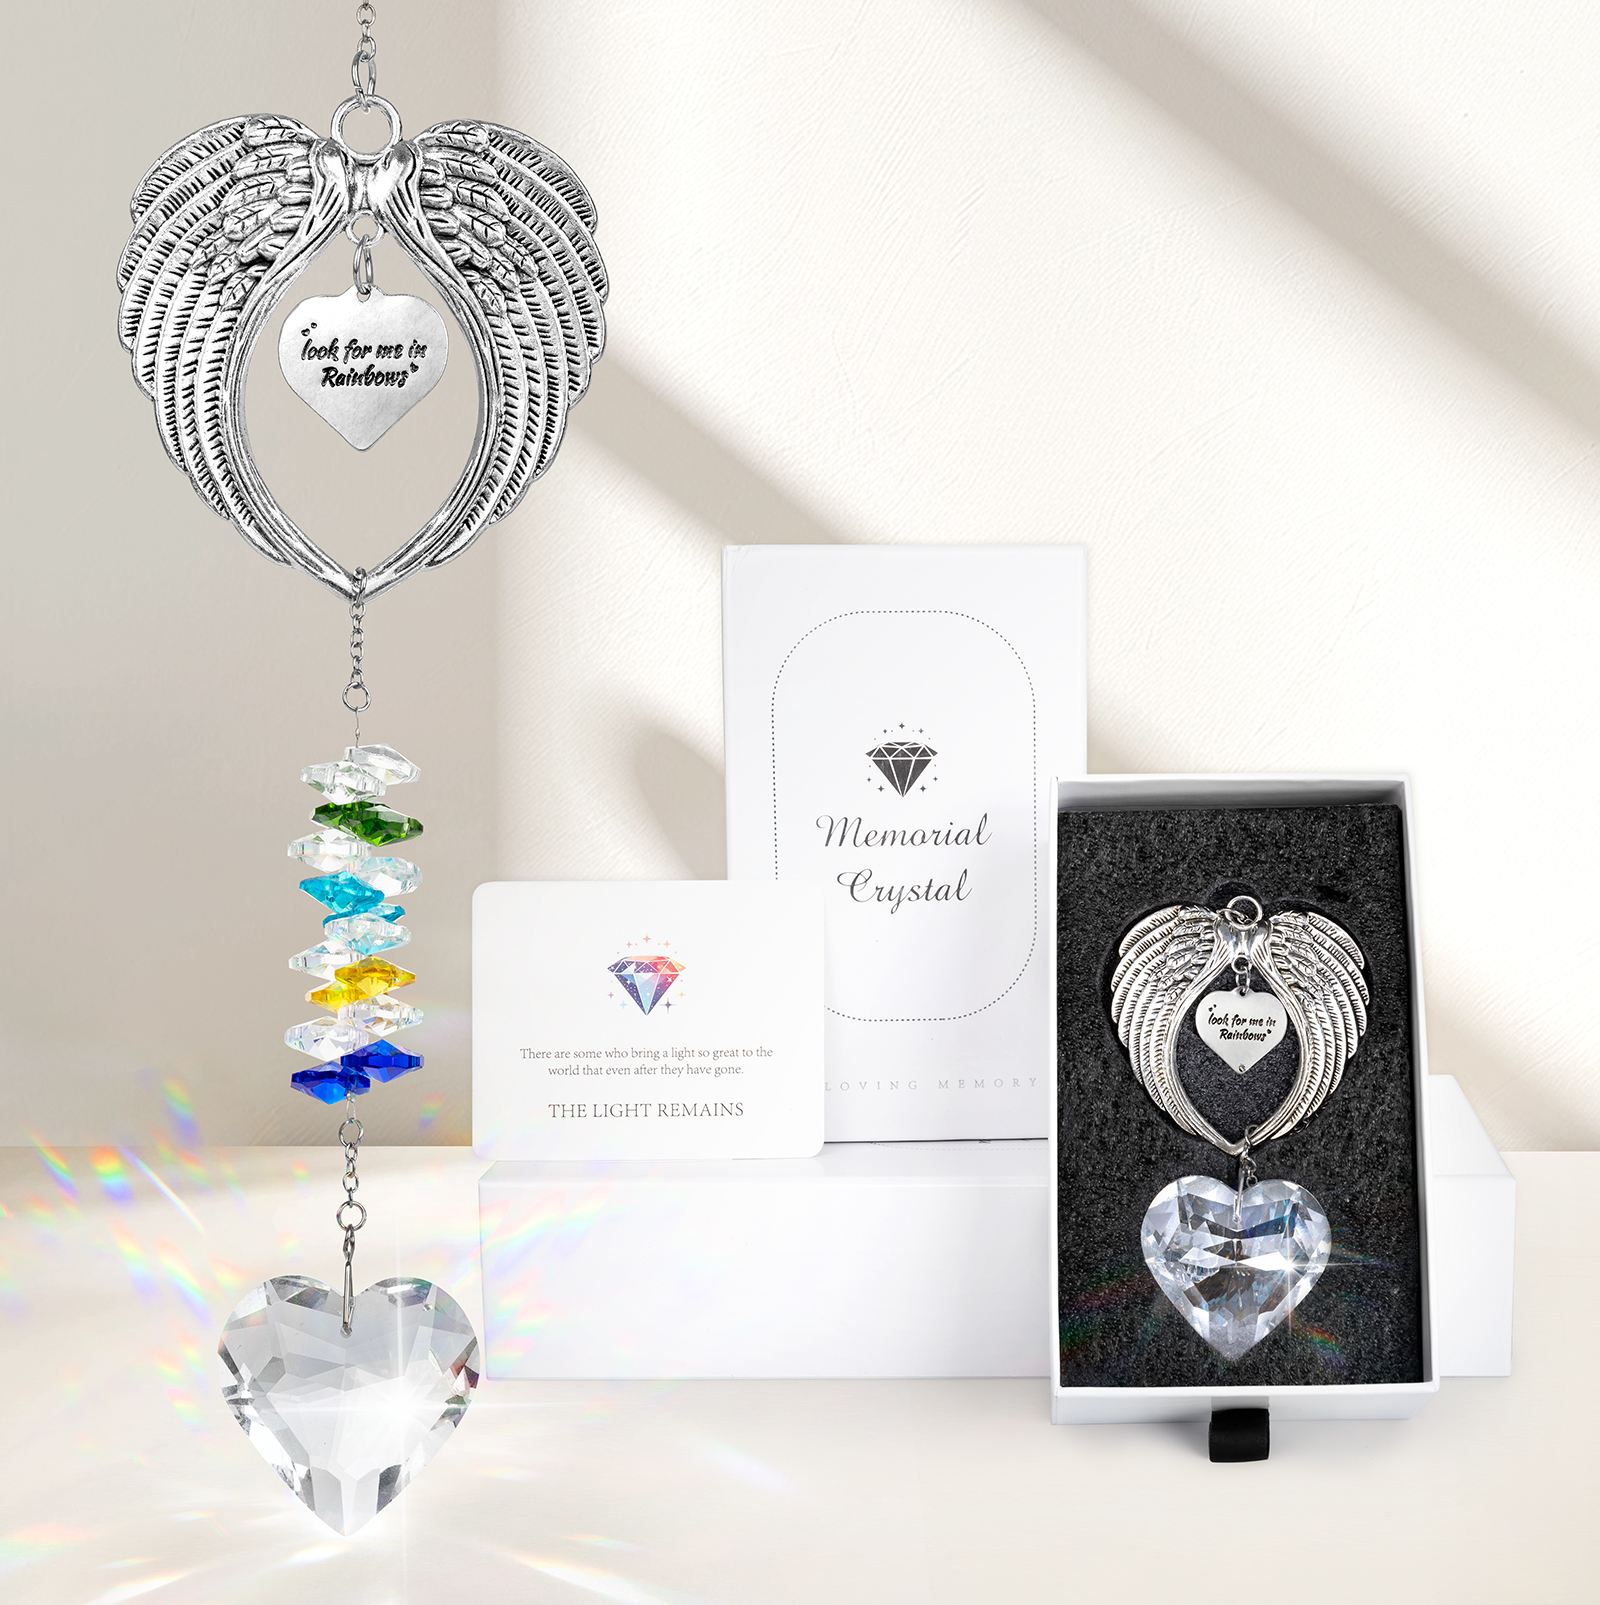 look for me in
Rainbows
Memorial
Crystal
LOVING MEMORY
There are some who bring a light so great to the
world that even after they have gone.
THE LIGHT REMAINS
look for me in
Rainbows